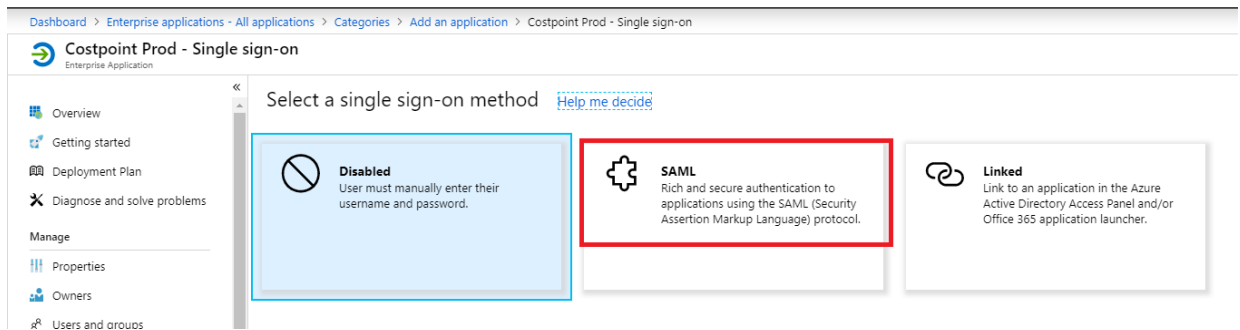 Dashboard > Enterprise applications - All applications > Categories > Add an application > Costpoint Prod - Single sign-on
Costpoint Prod - Single sign-on
Enterprise Application
«
Overview
Getting started
Deployment Plan
Diagnose and solve problems
Manage
Properties
Owners
Users and groups
Select a single sign-on method Help me decide
Disabled
User must manually enter their
username and password.
SAML
Rich and secure authentication to
applications using the SAML (Security
Assertion Markup Language) protocol.
Linked
Link to an application in the Azure
Active Directory Access Panel and/or
Office 365 application launcher.